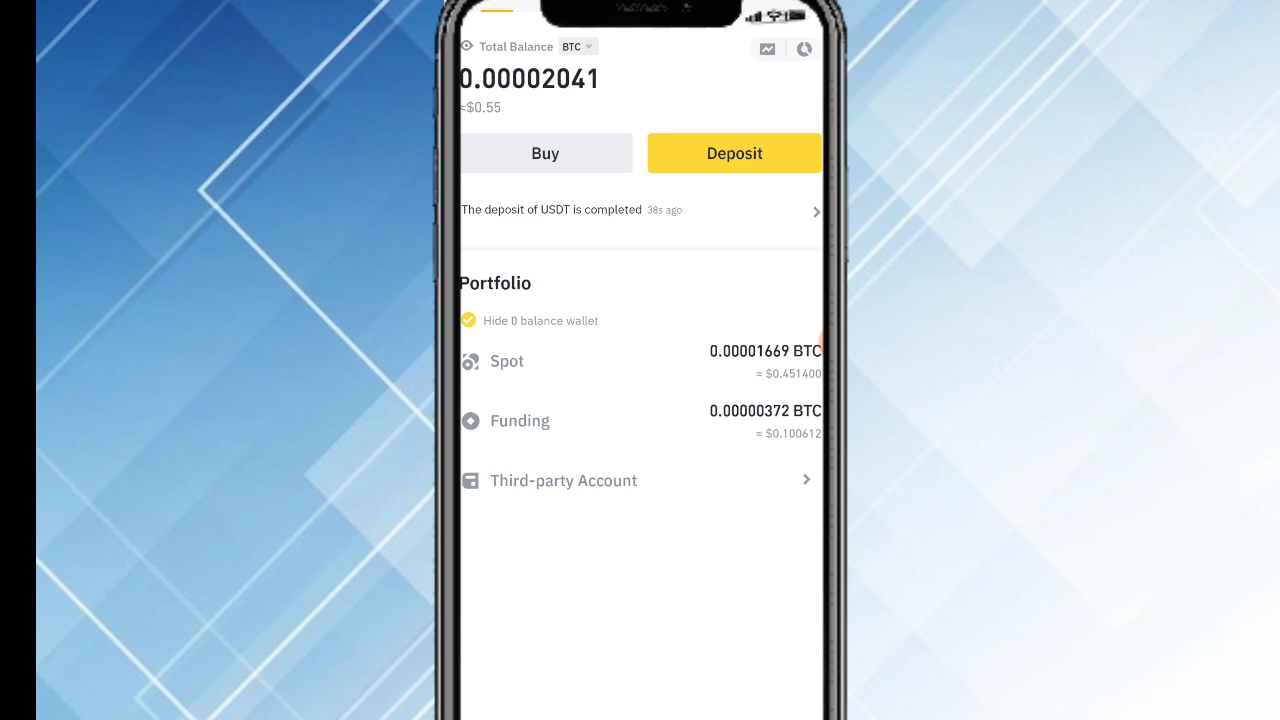 Total Balance BTC
0.00002041
≈$0.55
Buy
Deposit
The deposit of USDT is completed 38s ago
Portfolio
Hide 0 balance wallet
Spot
0.00001669 BTC
≈ $0.451400
Funding
0.00000372 BTC
≈ $0.100612
Third-party Account